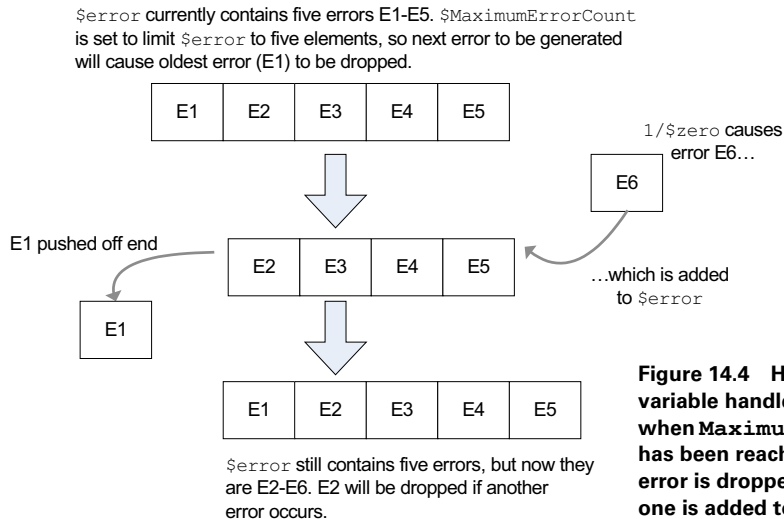 $error currently contains five errors E1-E5. $MaximumErrorCount
is set to limit $error to five elements, so next error to be generated
will cause oldest error (E1) to be dropped.
E1 E2 E3 E4 E5
1/$zero causes
error E6…
E6
E1 pushed off end
E2 E3 E4 E5
…which is added
to $error
E1
E1 E2 E3 E4 E5
$error still contains five errors, but now they
are E2-E6. E2 will be dropped if another
error occurs.
Figure 14.4
variable handle
when Maximu
has been reach
error is droppe
one is added